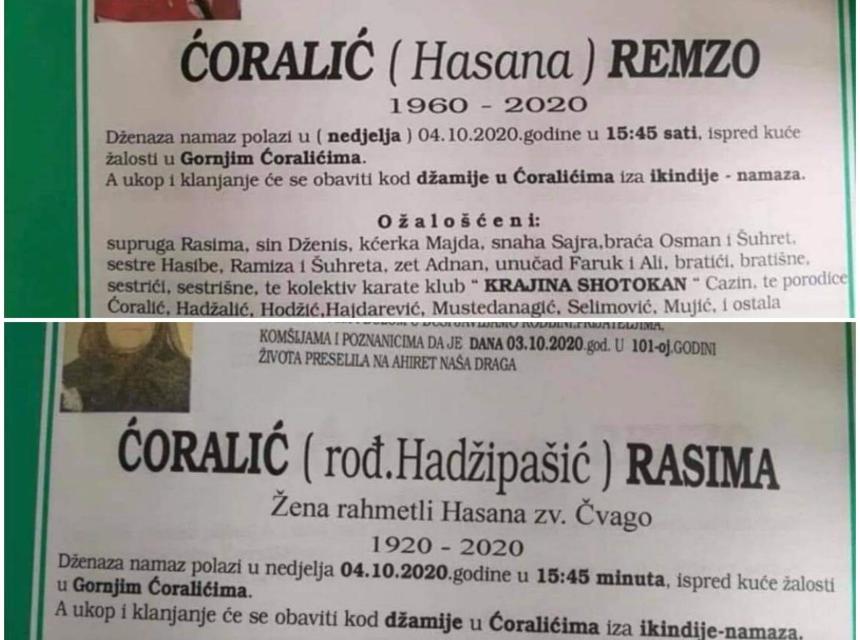 ĆORALIĆ ( Hasana ) REMZO
1960 - 2020
Dženaza namaz polazi u ( nedjelja ) 04.10.2020.godine u 15:45 sati, ispred kuće
žalosti u Gornjim Ćoralićima.
A ukop i klanjanje će se obaviti kod džamije u Ćoralićima iza ikindije - namaza.
Ožalošćeni:
supruga Rasima, sin Dženis, kćerka Majda, snaha Sajra,braća Osman i Šuhret,
sestre Hasibe, Ramiza i Šuhreta, zet Adnan, unučad Faruk i Ali, bratići, bratišne,
sestrići, sestrišne, te kolektiv karate klub " KRAJINA SHOTOKAN " Cazin, te porodice
Ćoralić, Hadžalić, Hodžić,Hajdarević, Mustedanagić, Selimović, Mujić, i ostala
KOMŠIJAMA I POZNANICIMA DA JE DANA 03.10.2020.god. U 101-oj.GODINI
ŽIVOTA PRESELILA NA AHIRET NAŠA DRAGA
ĆORALIĆ ( rođ.Hadžipašić ) RASIMA
Žena rahmetli Hasana zv. Čvago
1920 - 2020
Dženaza namaz polazi u nedjelja 04.10.2020.godine u 15:45 minuta, ispred kuće žalosti
u Gornjim Ćoralićima.
A ukop i klanjanje će se obaviti kod džamije u Ćoralićima iza ikindije-namaza.